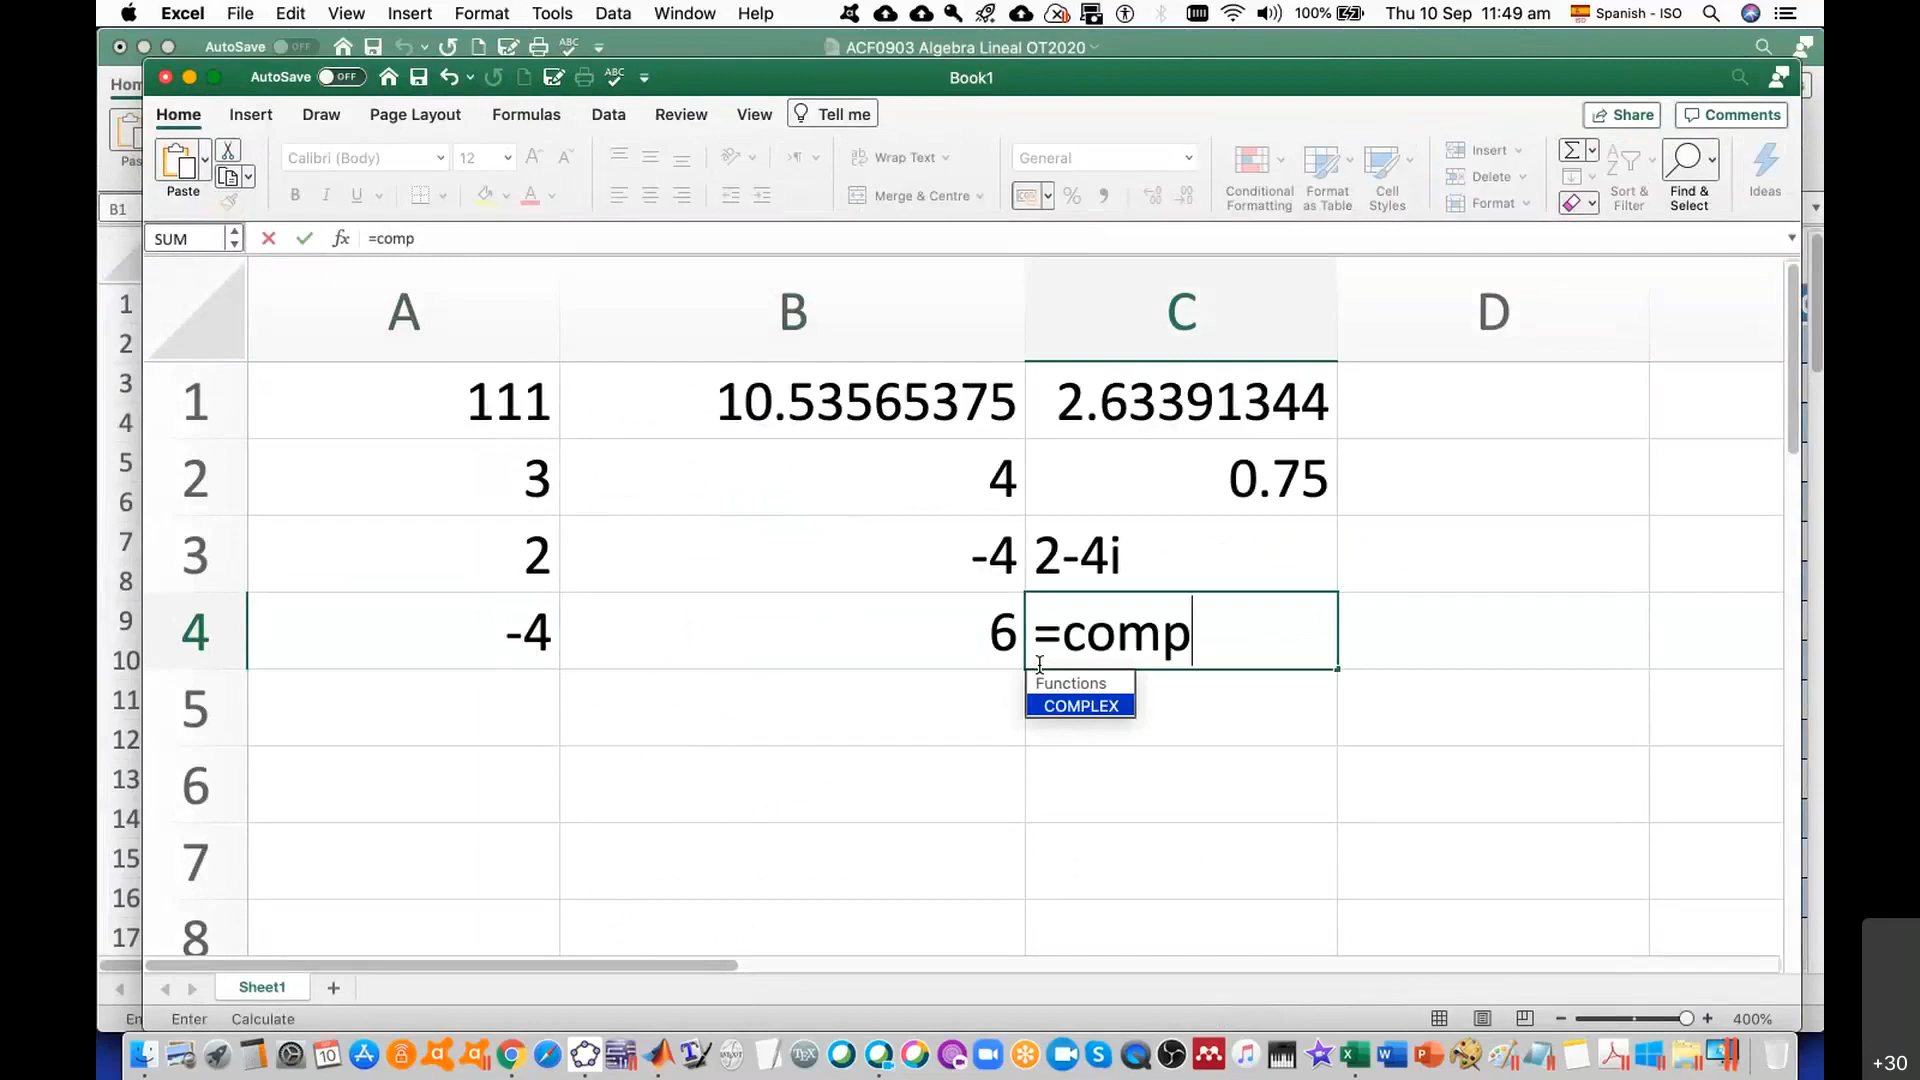 Excel File Edit View Insert Format Tools Data Window Help 100% Thu 10 Sep 11:49 am Spanish - ISO
AutoSave OFF ABC ACF0903 Algebra Lineal OT2020
AutoSave OFF ABC Book1
Home Insert Draw Page Layout Formulas Data Review View Tell me Share Comments
Calibri (Body) 12 Wrap Text General Insert
Paste Conditional Formatting Format as Table Cell Styles Delete Sort & Filter Find & Select Ideas
B I U A Merge & Centre % Format
B1
SUM fx =comp
A B C D
1 111 10.53565375 2.63391344
2 3 4 0.75
3 2 -4 2-4i
4 -4 6 =comp
Functions
COMPLEX
5
6
7
8
1
2
3
4
5
6
7
8
9
10
11
12
13
14
15
16
17
Sheet1 +
En Enter Calculate 400%
+30